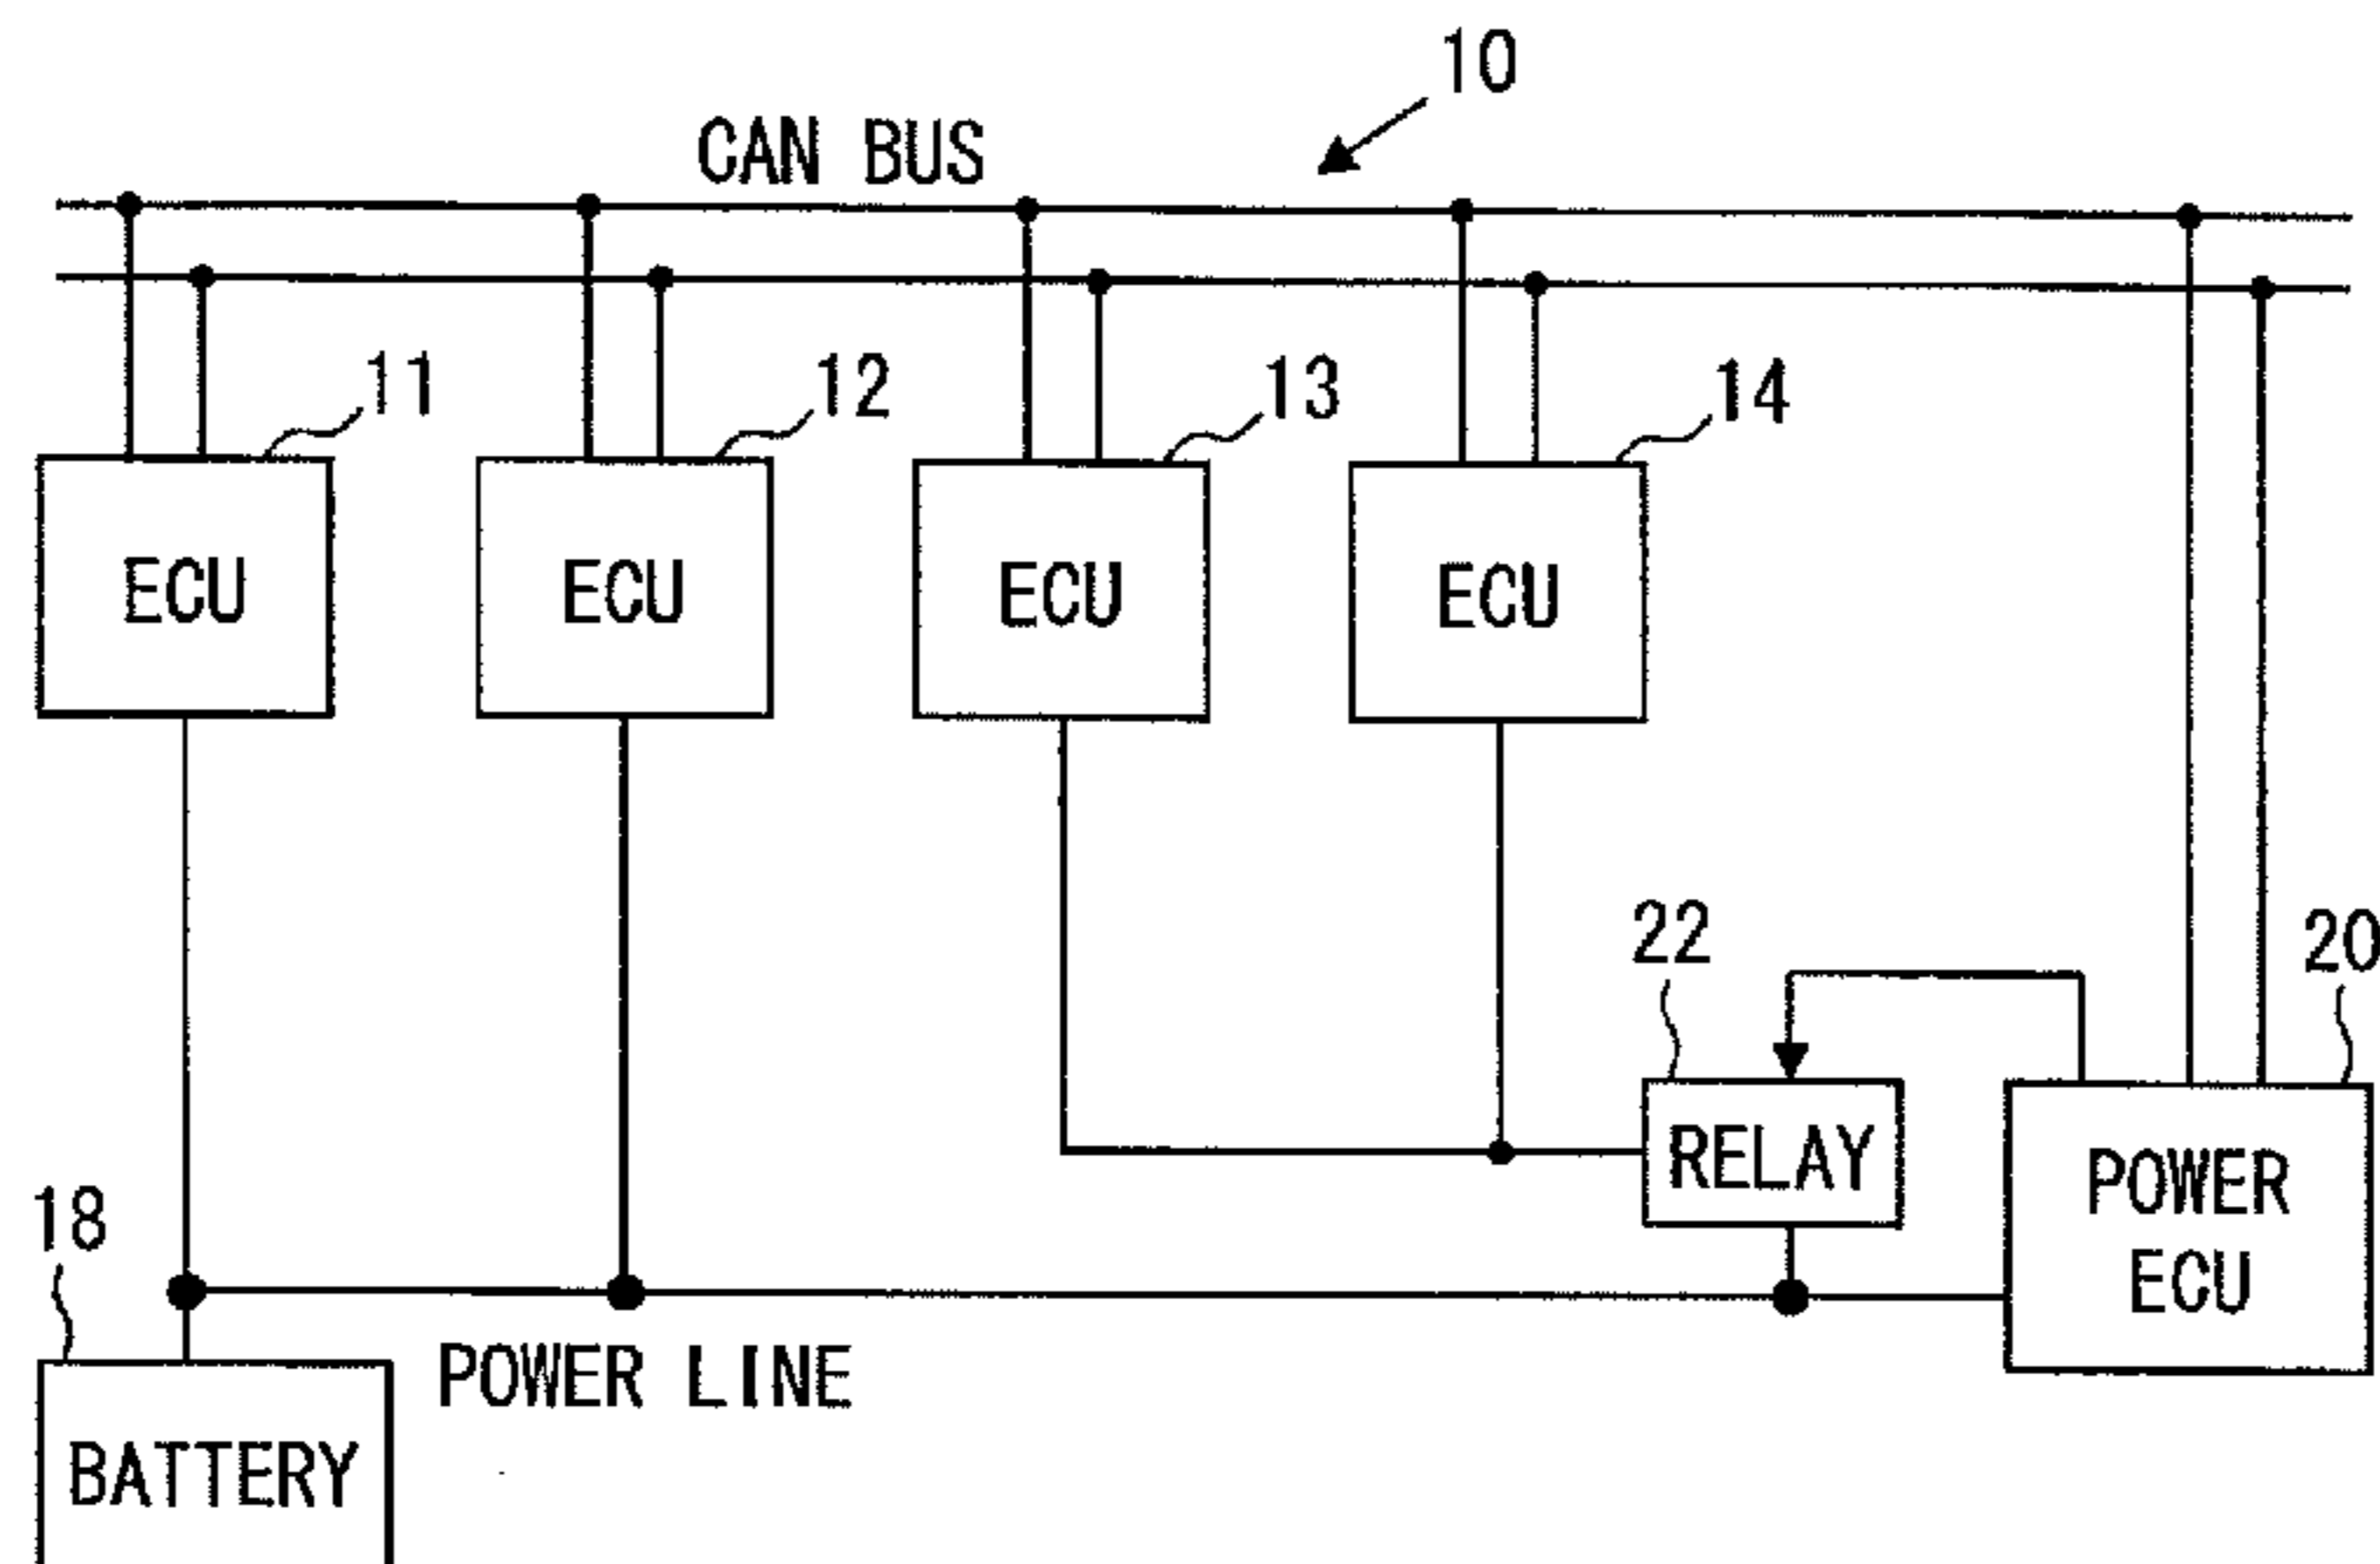 10
CAN BUS
11
12
13
14
ECU
ECU
ECU
ECU
22
20
RELAY
POWER
ECU
18
POWER LINE
BATTERY